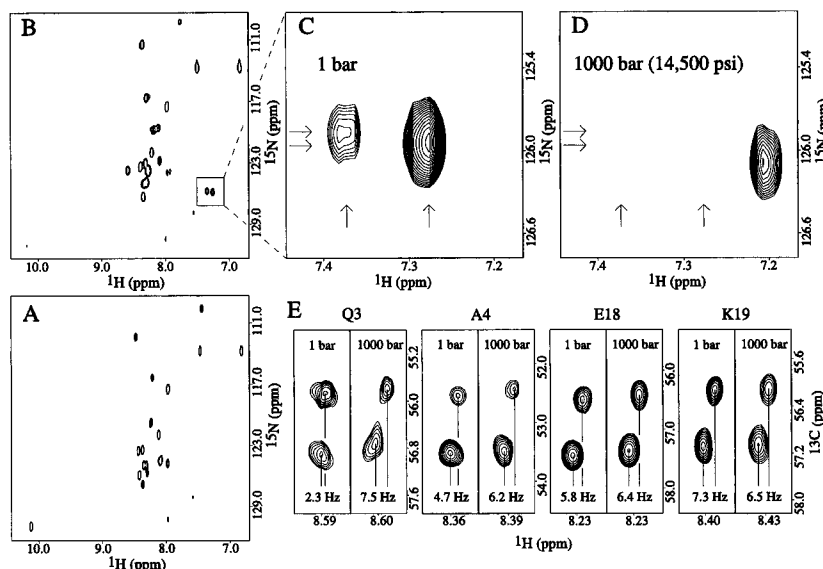 B
111.0
117.0
123.0
129.0
15N (ppm)
10.0 9.0 8.0 7.0
1H (ppm)
C
1 bar
125.4
126.0
126.6
15N (ppm)
7.4 7.3 7.2
1H (ppm)
D
1000 bar (14,500 psi)
125.4
126.0
126.6
15N (ppm)
7.4 7.3 7.2
1H (ppm)
A
111.0
117.0
123.0
129.0
15N (ppm)
10.0 9.0 8.0 7.0
1H (ppm)
E
Q3 A4 E18 K19
1 bar 1000 bar 1 bar 1000 bar 1 bar 1000 bar 1 bar 1000 bar
55.2
56.0
56.8
57.6
52.0
53.0
54.0
56.0
57.0
58.0
55.6
56.4
57.2
58.0
13C (ppm)
2.3 Hz 7.5 Hz 4.7 Hz 6.2 Hz 5.8 Hz 6.4 Hz 7.3 Hz 6.5 Hz
8.59 8.60 8.36 8.39 8.23 8.23 8.40 8.43
1H (ppm)